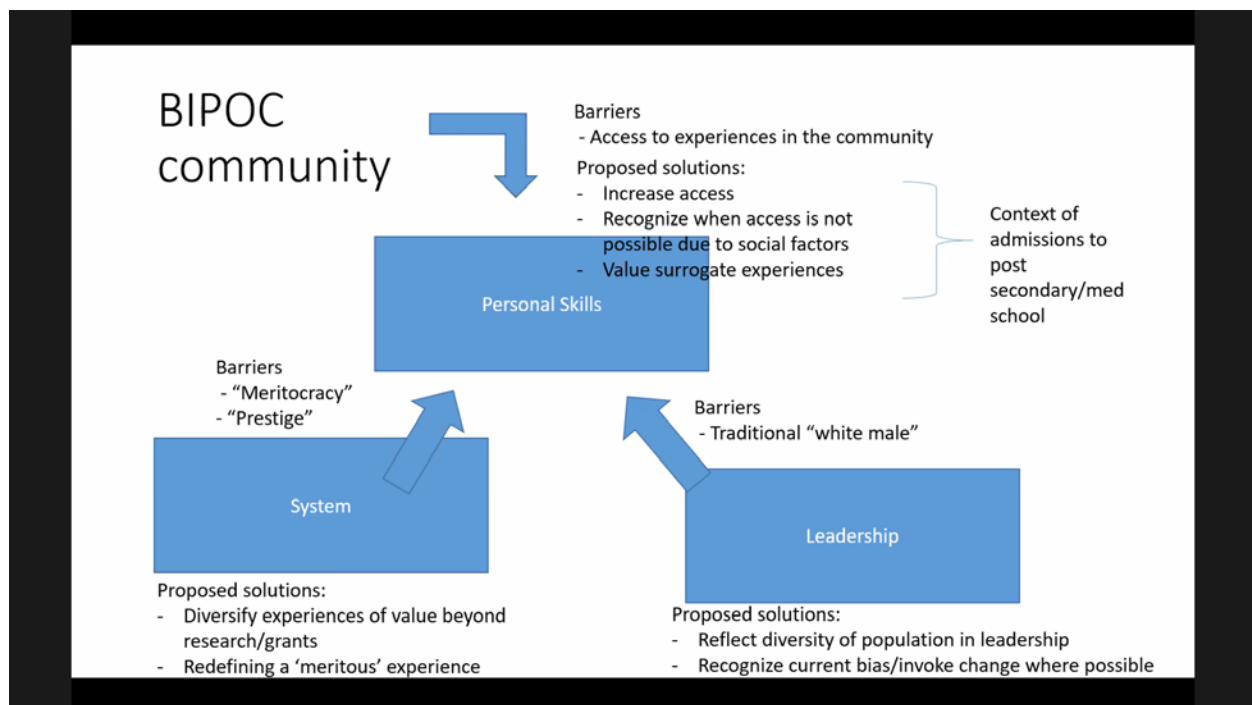 BIPOC
community
Barriers
- Access to experiences in the community
Proposed solutions:
- Increase access
- Recognize when access is not
possible due to social factors
- Value surrogate experiences
Context of
admissions to
post
secondary/med
school
Personal Skills
Barriers
- “Meritocracy”
- “Prestige”
Barriers
- Traditional “white male”
System
Leadership
Proposed solutions:
- Diversify experiences of value beyond
research/grants
- Redefining a ‘meritous’ experience
Proposed solutions:
- Reflect diversity of population in leadership
- Recognize current bias/invoke change where possible